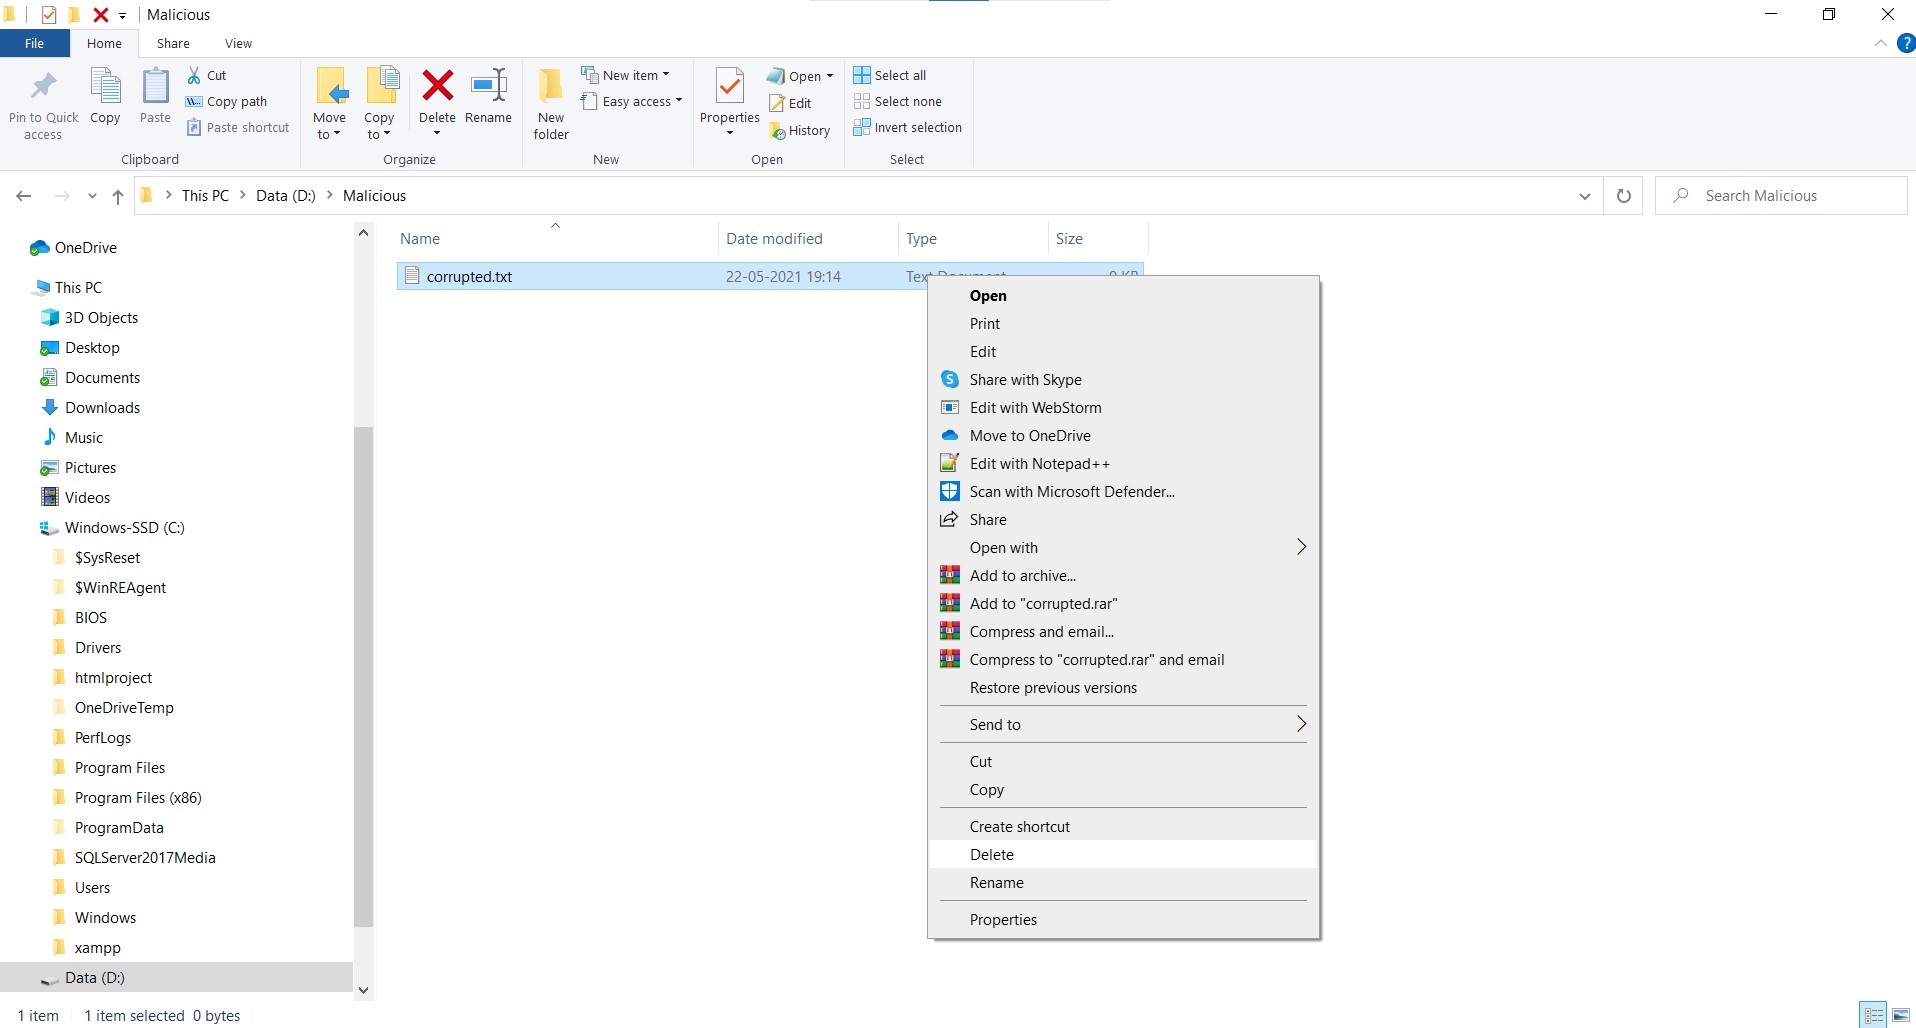 Malicious
File Home Share View
Pin to Quick access
Copy
Paste
Cut
Copy path
Paste shortcut
Clipboard
Move to
Copy to
Delete
Rename
Organize
New folder
New item
Easy access
New
Properties
Open
Edit
History
Open
Select all
Select none
Invert selection
Select
This PC > Data (D:) > Malicious
Search Malicious
OneDrive
This PC
3D Objects
Desktop
Documents
Downloads
Music
Pictures
Videos
Windows-SSD (C:)
$SysReset
$WinREAgent
BIOS
Drivers
htmlproject
OneDriveTemp
PerfLogs
Program Files
Program Files (x86)
ProgramData
SQLServer2017Media
Users
Windows
xampp
Data (D:)
Name Date modified Type Size
corrupted.txt 22-05-2021 19:14 Text Document 0 KB
Open
Print
Edit
Share with Skype
Edit with WebStorm
Move to OneDrive
Edit with Notepad++
Scan with Microsoft Defender...
Share
Open with
Add to archive...
Add to "corrupted.rar"
Compress and email...
Compress to "corrupted.rar" and email
Restore previous versions
Send to
Cut
Copy
Create shortcut
Delete
Rename
Properties
1 item 1 item selected 0 bytes